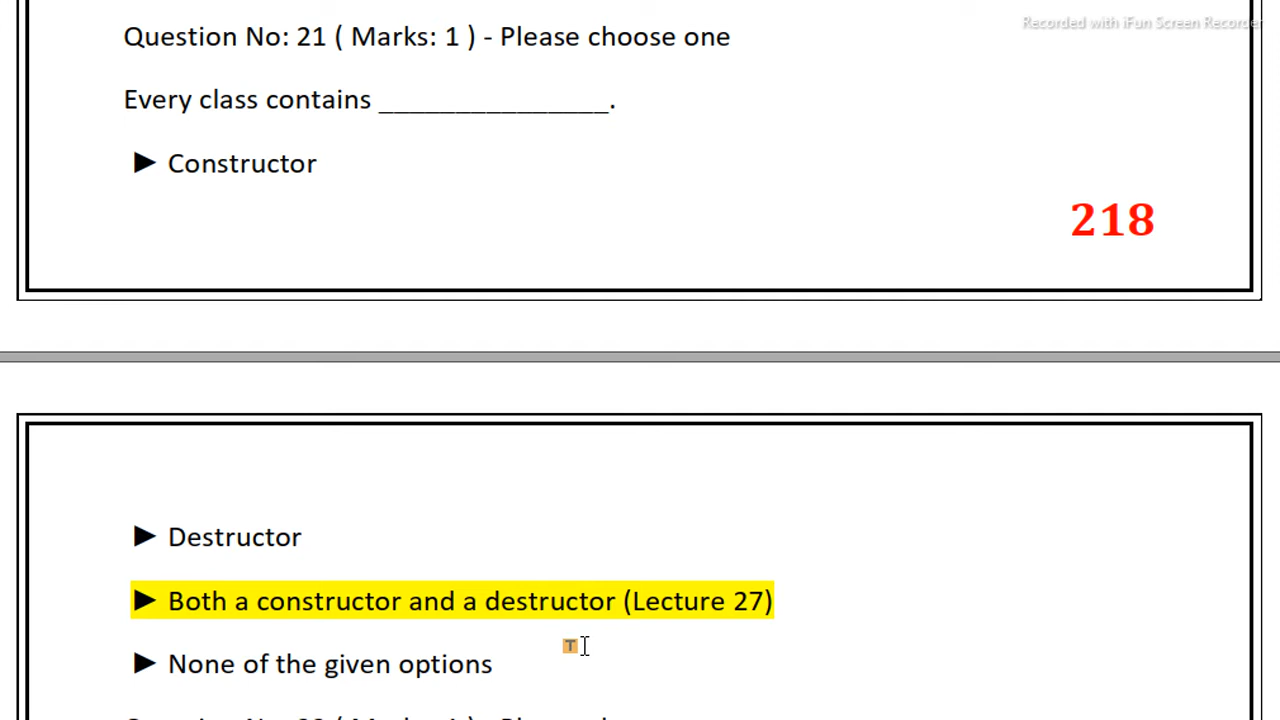 Recorded with iFun Screen Recorder
Question No: 21 ( Marks: 1 ) - Please choose one
Every class contains _______________.
► Constructor
218
► Destructor
► Both a constructor and a destructor (Lecture 27)
T
► None of the given options